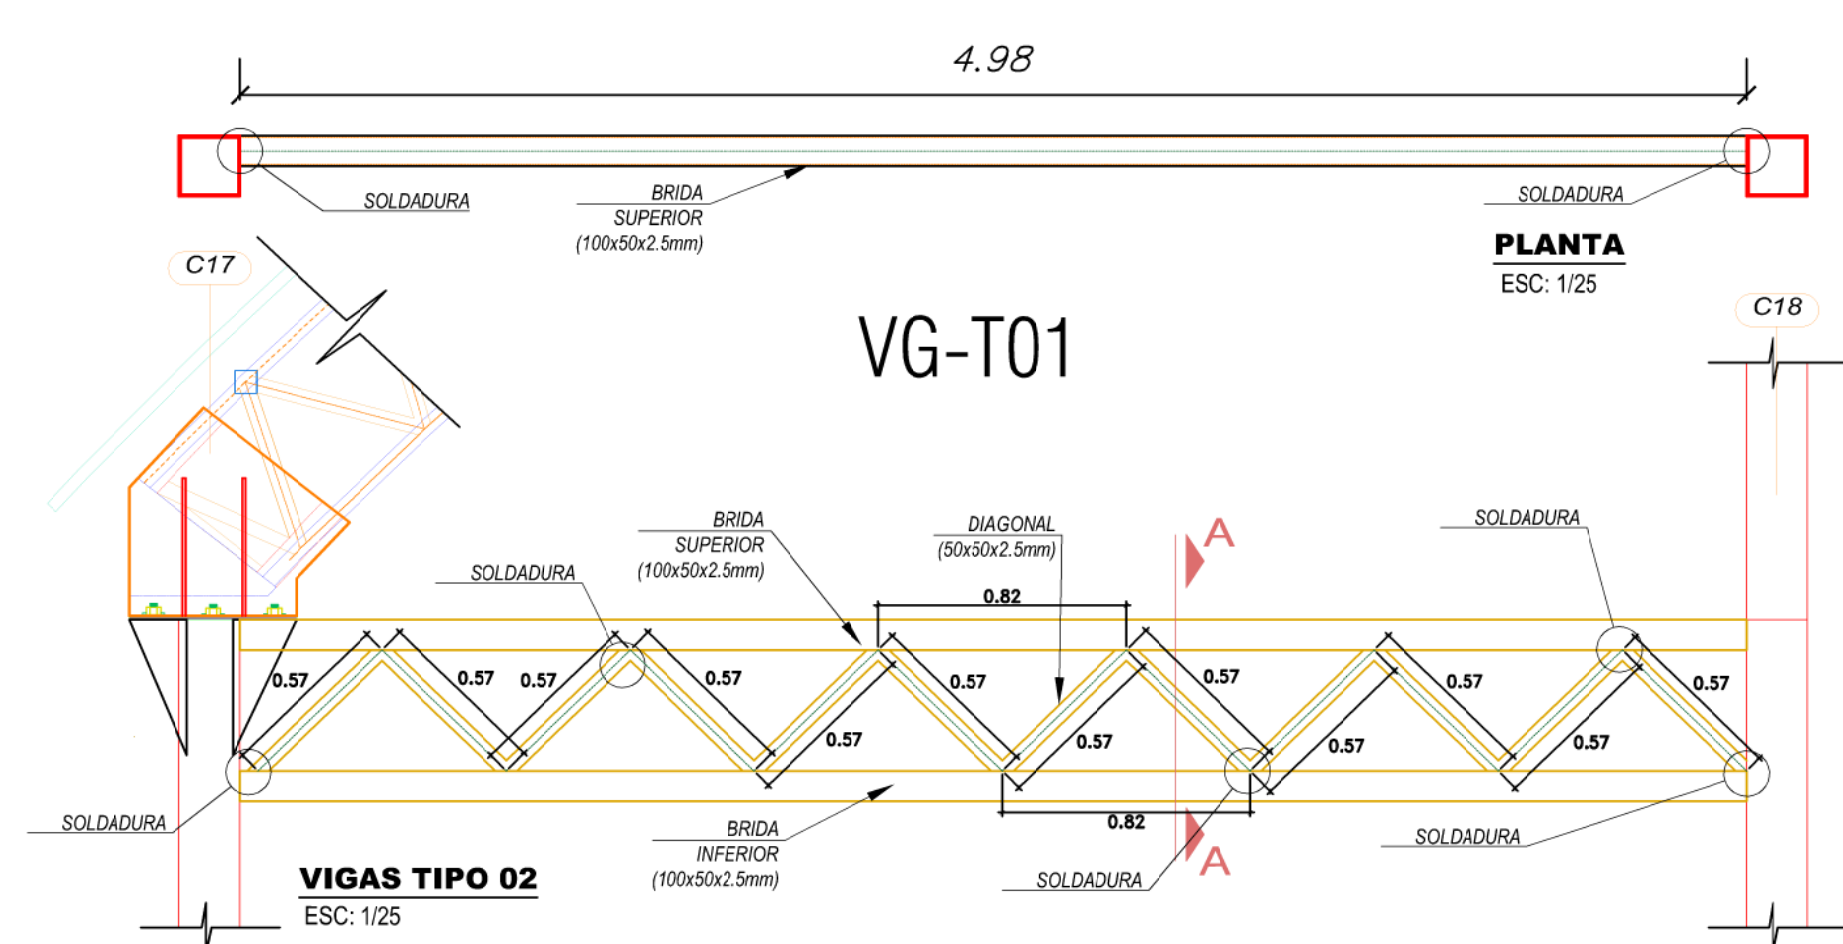 4.98
SOLDADURA
BRIDA
SUPERIOR
(100x50x2.5mm)
SOLDADURA
PLANTA
ESC: 1/25
C17
VG-T01
C18
BRIDA
SUPERIOR
(100x50x2.5mm)
DIAGONAL
(50x50x2.5mm)
A
SOLDADURA
SOLDADURA
0.82
0.57
0.57
0.57
0.57
0.57
0.57
0.57
0.57
0.57
0.57
0.57
0.57
0.82
SOLDADURA
BRIDA
INFERIOR
(100x50x2.5mm)
A
SOLDADURA
SOLDADURA
VIGAS TIPO 02
ESC: 1/25